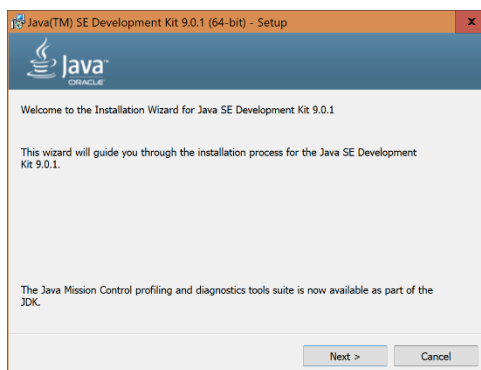 Java(TM) SE Development Kit 9.0.1 (64-bit) - Setup
Java™
ORACLE
Welcome to the Installation Wizard for Java SE Development Kit 9.0.1
This wizard will guide you through the installation process for the Java SE Development
Kit 9.0.1.
The Java Mission Control profiling and diagnostics tools suite is now available as part of the
JDK.
Next >
Cancel